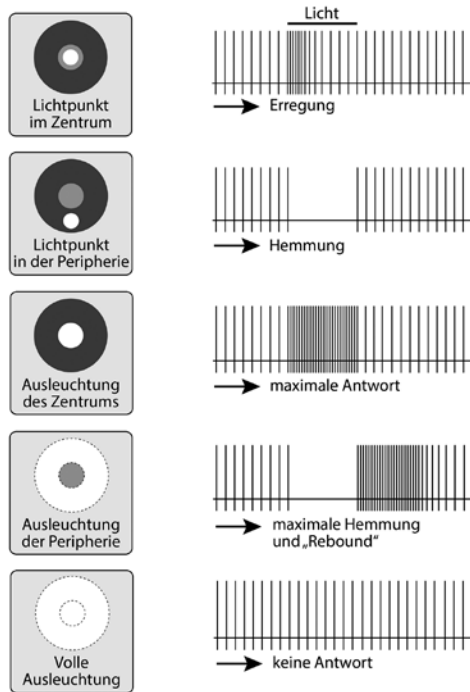 Licht
Lichtpunkt
im Zentrum
Erregung
Lichtpunkt
in der Peripherie
Hemmung
Ausleuchtung
des Zentrums
maximale Antwort
Ausleuchtung
der Peripherie
maximale Hemmung
und „Rebound“
Volle
Ausleuchtung
keine Antwort